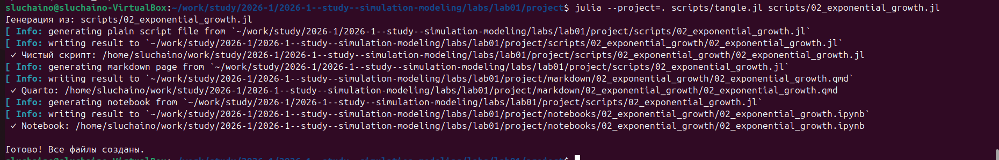 sluchaino@sluchaino-VirtualBox:~/work/study/2026-1/2026-1--study--simulation-modeling/labs/lab01/project$ julia --project=. scripts/tangle.jl scripts/02_exponential_growth.jl
Генерация из: scripts/02_exponential_growth.jl
[ Info: generating plain script file from `~/work/study/2026-1/2026-1--study--simulation-modeling/labs/lab01/project/scripts/02_exponential_growth.jl`
[ Info: writing result to `~/work/study/2026-1/2026-1--study--simulation-modeling/labs/lab01/project/scripts/02_exponential_growth/02_exponential_growth.jl`
✓ Чистый скрипт: /home/sluchaino/work/study/2026-1/2026-1--study--simulation-modeling/labs/lab01/project/scripts/02_exponential_growth/02_exponential_growth.jl
[ Info: generating markdown page from `~/work/study/2026-1/2026-1--study--simulation-modeling/labs/lab01/project/scripts/02_exponential_growth.jl`
[ Info: writing result to `~/work/study/2026-1/2026-1--study--simulation-modeling/labs/lab01/project/markdown/02_exponential_growth/02_exponential_growth.qmd`
✓ Quarto: /home/sluchaino/work/study/2026-1/2026-1--study--simulation-modeling/labs/lab01/project/markdown/02_exponential_growth/02_exponential_growth.qmd
[ Info: generating notebook from `~/work/study/2026-1/2026-1--study--simulation-modeling/labs/lab01/project/scripts/02_exponential_growth.jl`
[ Info: writing result to `~/work/study/2026-1/2026-1--study--simulation-modeling/labs/lab01/project/notebooks/02_exponential_growth/02_exponential_growth.ipynb`
✓ Notebook: /home/sluchaino/work/study/2026-1/2026-1--study--simulation-modeling/labs/lab01/project/notebooks/02_exponential_growth/02_exponential_growth.ipynb
Готово! Все файлы созданы.
sluchaino@sluchaino-VirtualBox:~/work/study/2026-1/2026-1--study--simulation-modeling/labs/lab01/project$